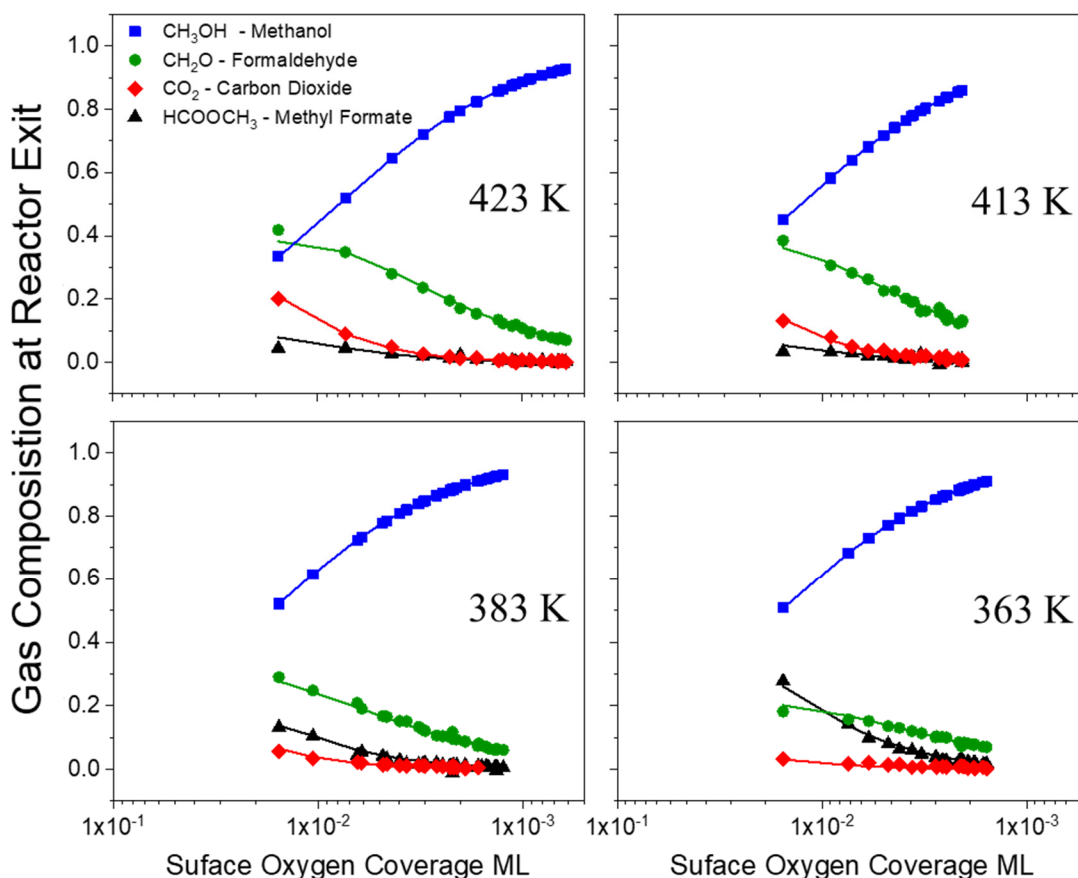 Gas Composistion at Reactor Exit
CH₃OH - Methanol
CH₂O - Formaldehyde
CO₂ - Carbon Dioxide
HCOOCH₃ - Methyl Formate
1.0
0.8
0.6
0.4
0.2
0.0
423 K
413 K
1.0
0.8
0.6
0.4
0.2
0.0
383 K
363 K
1x10⁻¹ 1x10⁻² 1x10⁻³ 1x10⁻¹ 1x10⁻² 1x10⁻³
Suface Oxygen Coverage ML Suface Oxygen Coverage ML